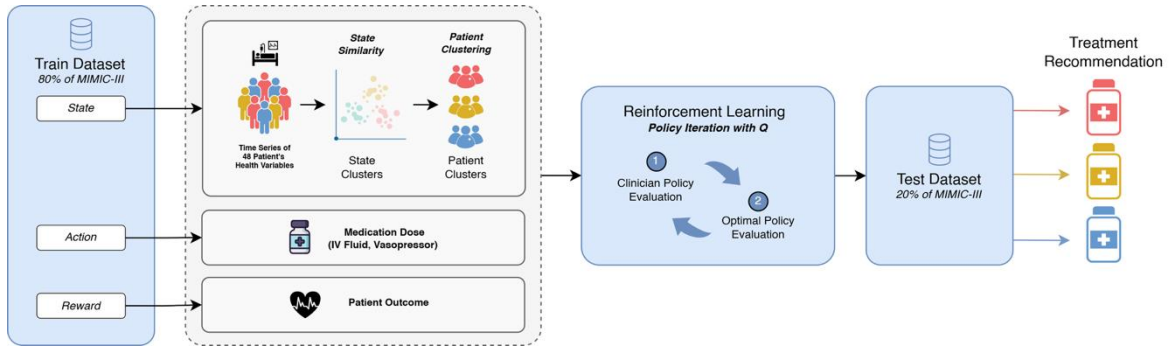 Train Dataset
80% of MIMIC-III
State
Action
Reward
State
Similarity
Patient
Clustering
Time Series of
48 Patient's
Health Variables
State
Clusters
Patient
Clusters
Medication Dose
(IV Fluid, Vasopressor)
Patient Outcome
Reinforcement Learning
Policy Iteration with Q
1
Clinician Policy
Evaluation
2
Optimal Policy
Evaluation
Test Dataset
20% of MIMIC-III
Treatment
Recommendation